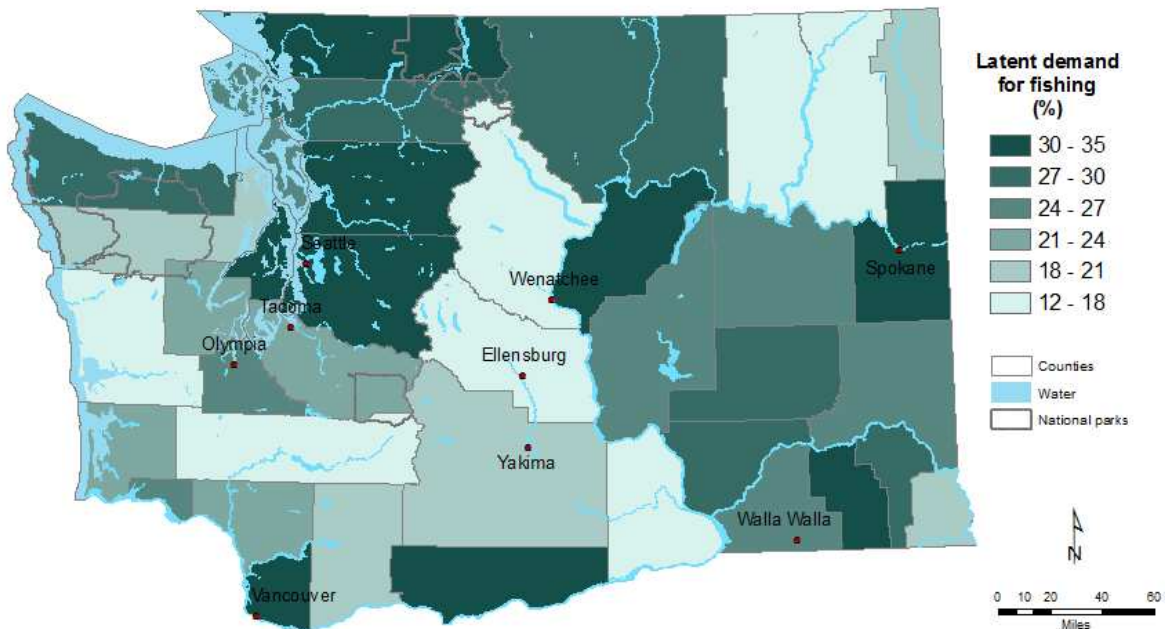 Latent demand
for fishing
(%)
30 - 35
27 - 30
24 - 27
21 - 24
18 - 21
12 - 18
Counties
Water
National parks
Seattle
Spokane
Wenatchee
Tacoma
Olympia
Ellensburg
Yakima
Walla Walla
Vancouver
N
0 10 20 40 60
Miles